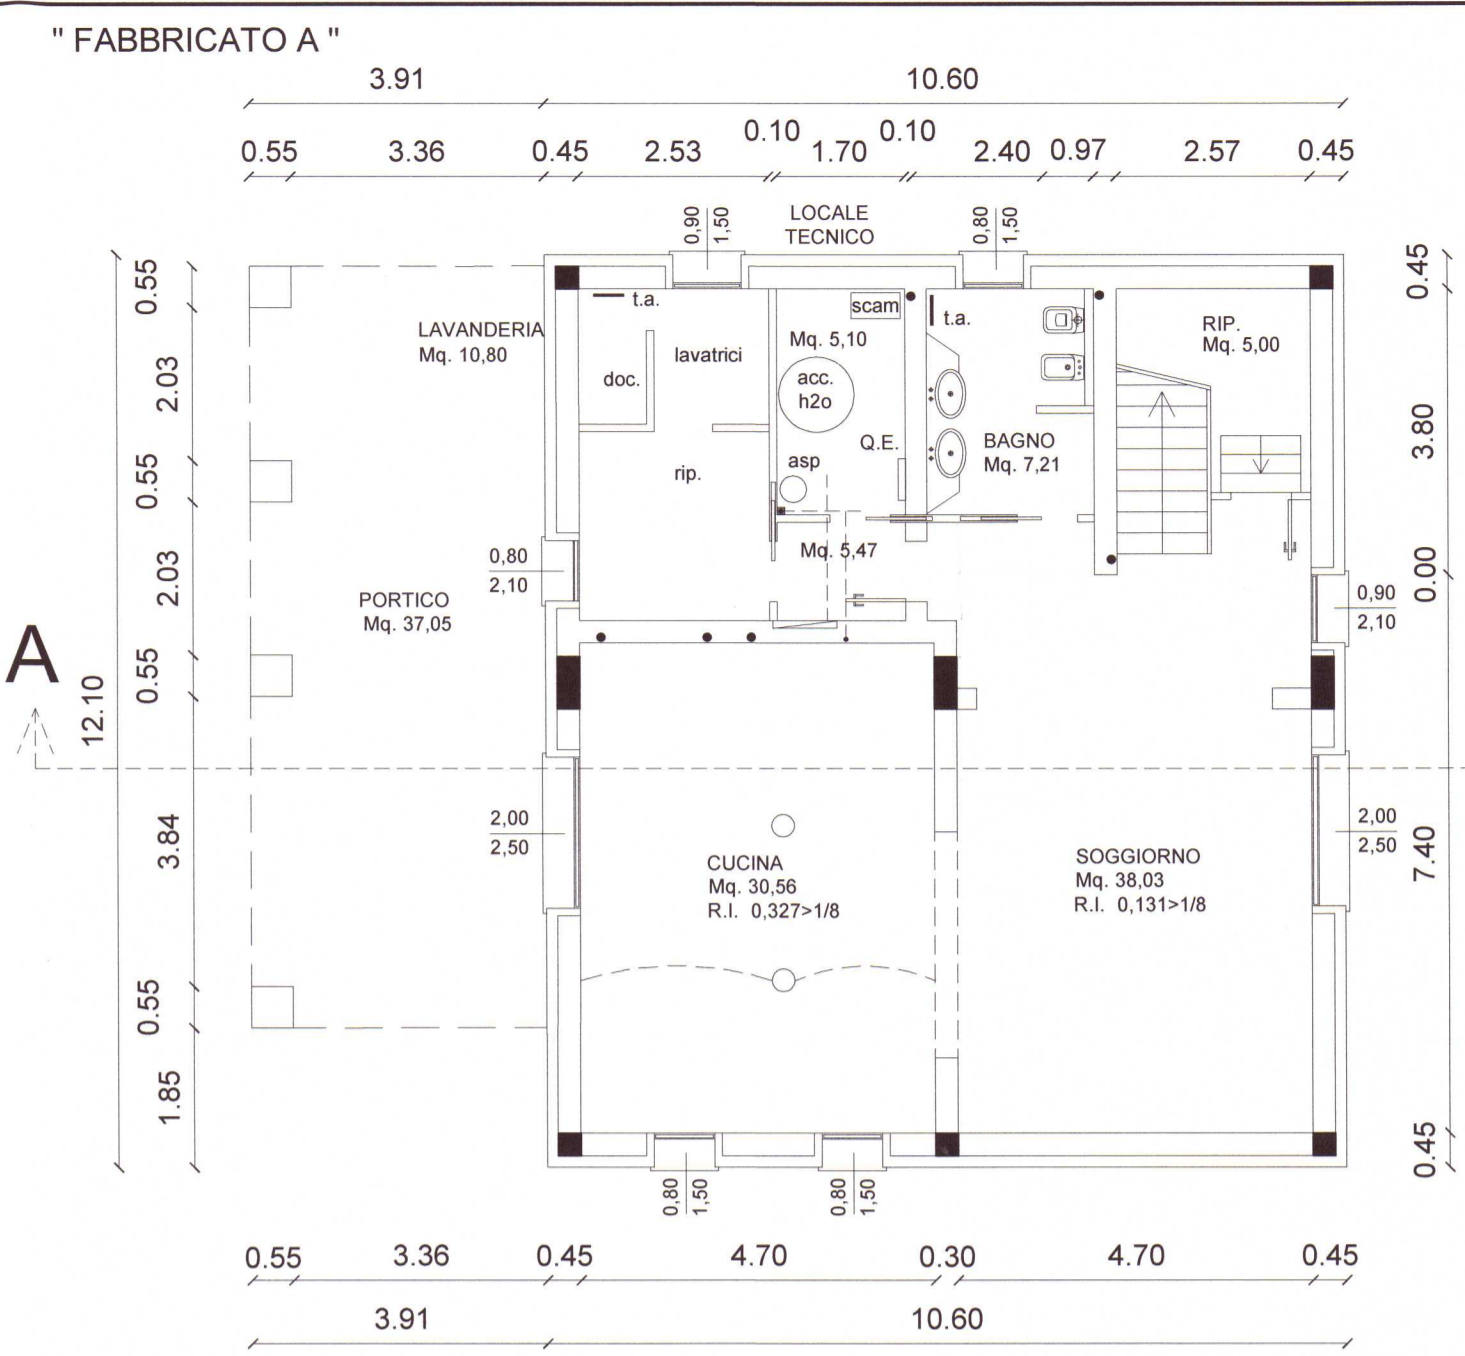 " FABBRICATO A "
3.91
10.60
0.55
3.36
0.45
2.53
0.10
1.70
0.10
2.40
0.97
2.57
0.45
0,90
1,50
LOCALE
TECNICO
0,80
1,50
t.a.
LAVANDERIA
Mq. 10,80
lavatrici
doc.
rip.
scam
Mq. 5,10
acc.
h2o
Q.E.
asp
t.a.
BAGNO
Mq. 7,21
RIP.
Mq. 5,00
Mq. 5,47
0,80
2,10
PORTICO
Mq. 37,05
0,90
2,10
A
12.10
0.55
2.03
0.55
2.03
0.55
3.84
0.55
1.85
0.45
3.80
0.00
7.40
0.45
2,00
2,50
CUCINA
Mq. 30,56
R.I. 0,327>1/8
SOGGIORNO
Mq. 38,03
R.I. 0,131>1/8
2,00
2,50
0,80
1,50
0,80
1,50
0.55
3.36
0.45
4.70
0.30
4.70
0.45
3.91
10.60